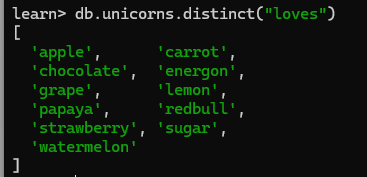 learn> db.unicorns.distinct("loves")
[
  'apple',      'carrot',
  'chocolate',  'energon',
  'grape',      'lemon',
  'papaya',     'redbull',
  'strawberry', 'sugar',
  'watermelon'
]